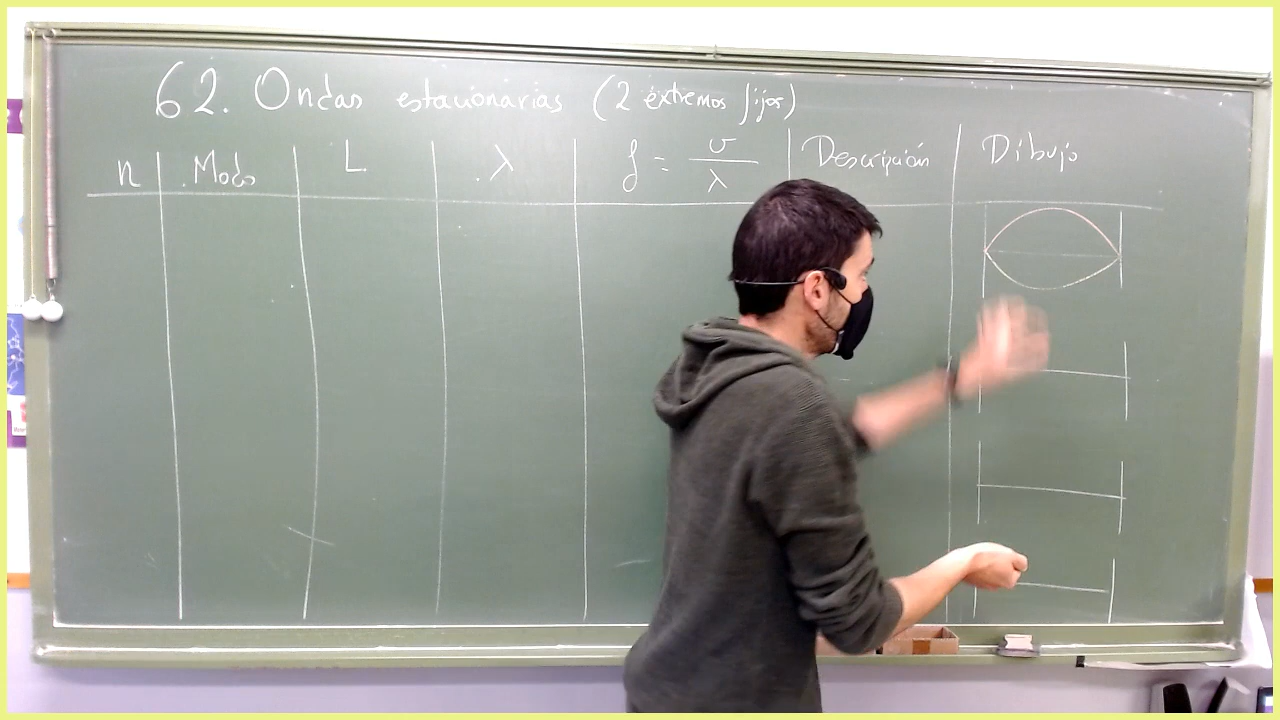 62. Ondas estacionarias (2 extremos fijos)
n Modo L λ f = v/λ Descripción Dibujo